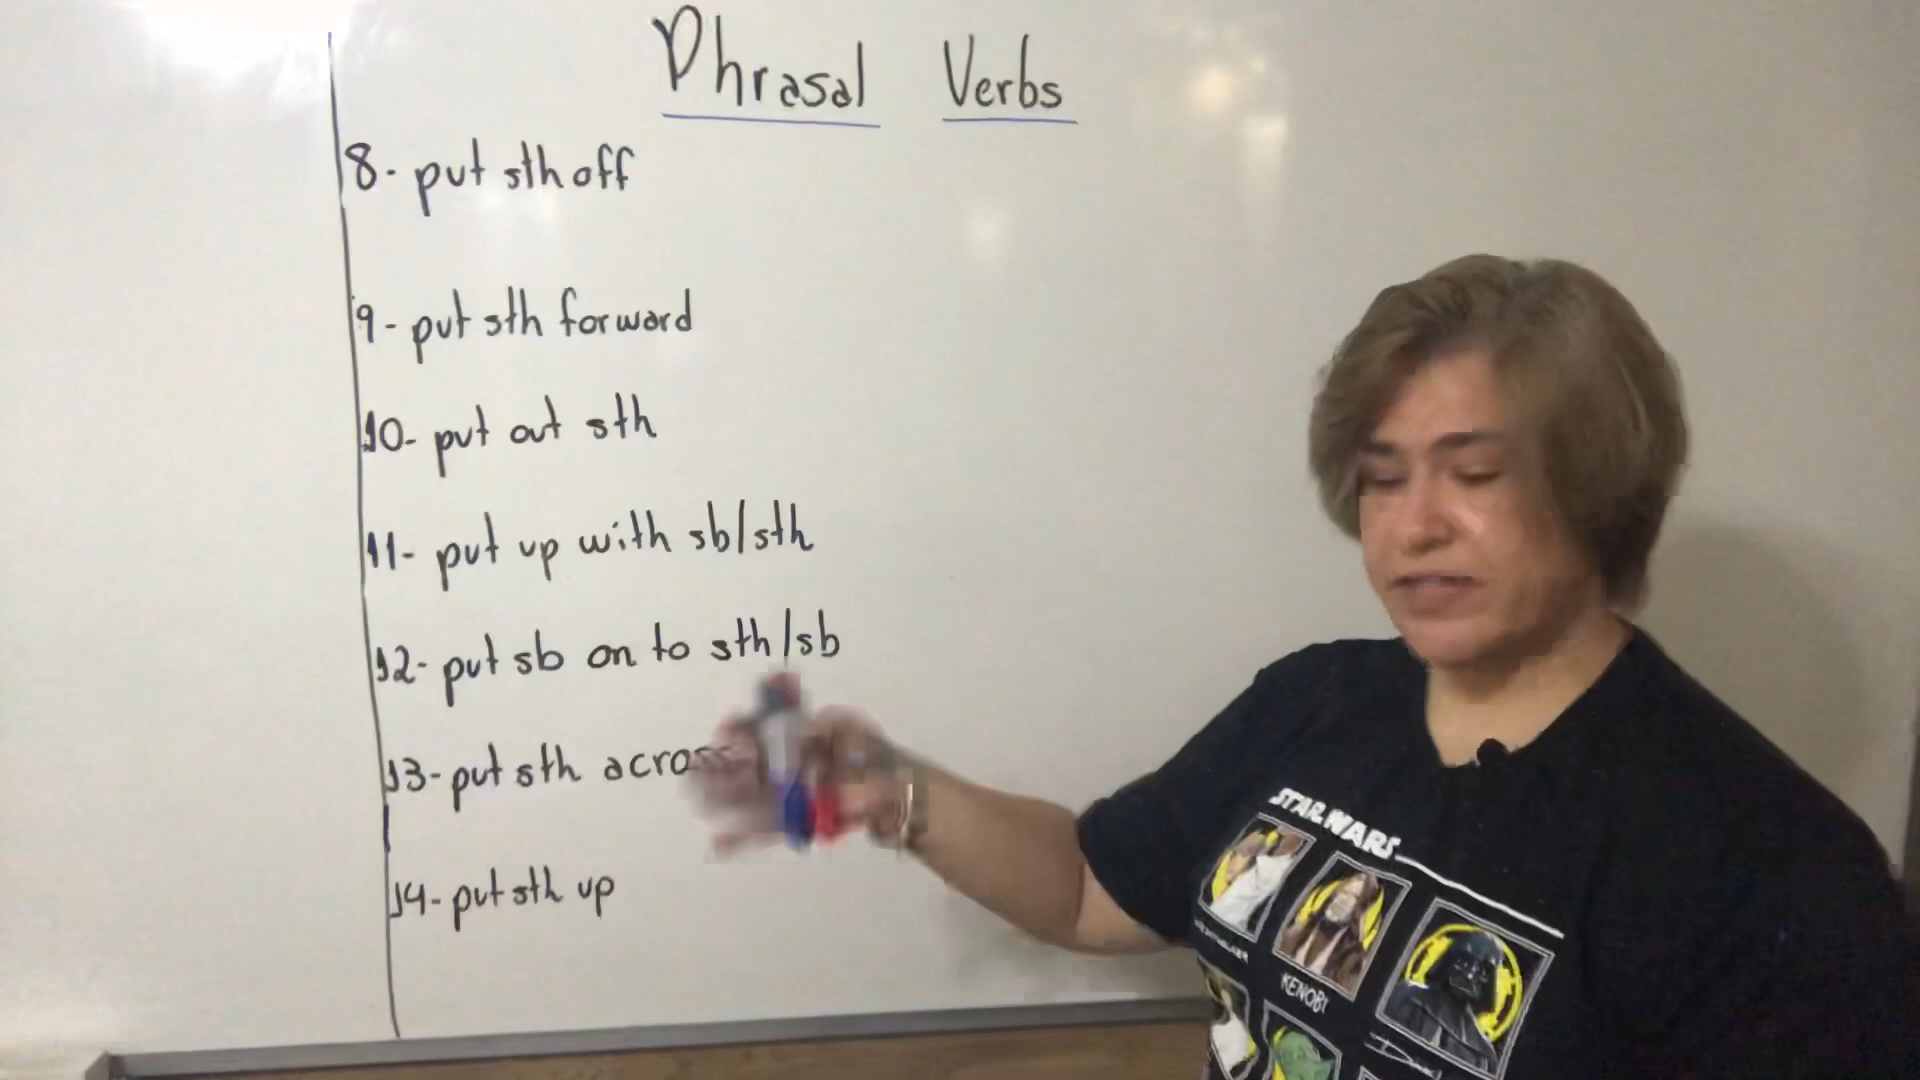 Phrasal Verbs
8- put sth off
9- put sth forward
10- put out sth
11- put up with sb/sth
12- put sb on to sth/sb
13- put sth across
14- put sth up
STAR WARS
KENOBI